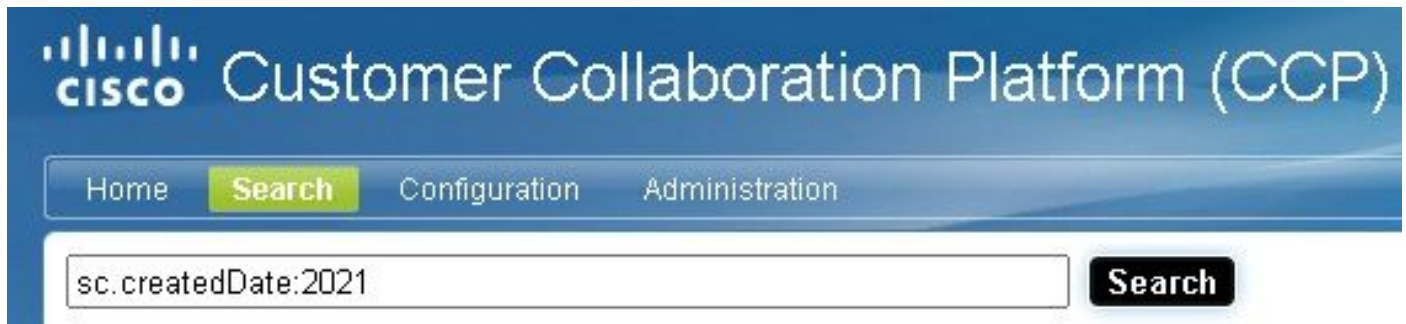 CISCO Customer Collaboration Platform (CCP)
Home Search Configuration Administration
sc.createdDate:2021 Search